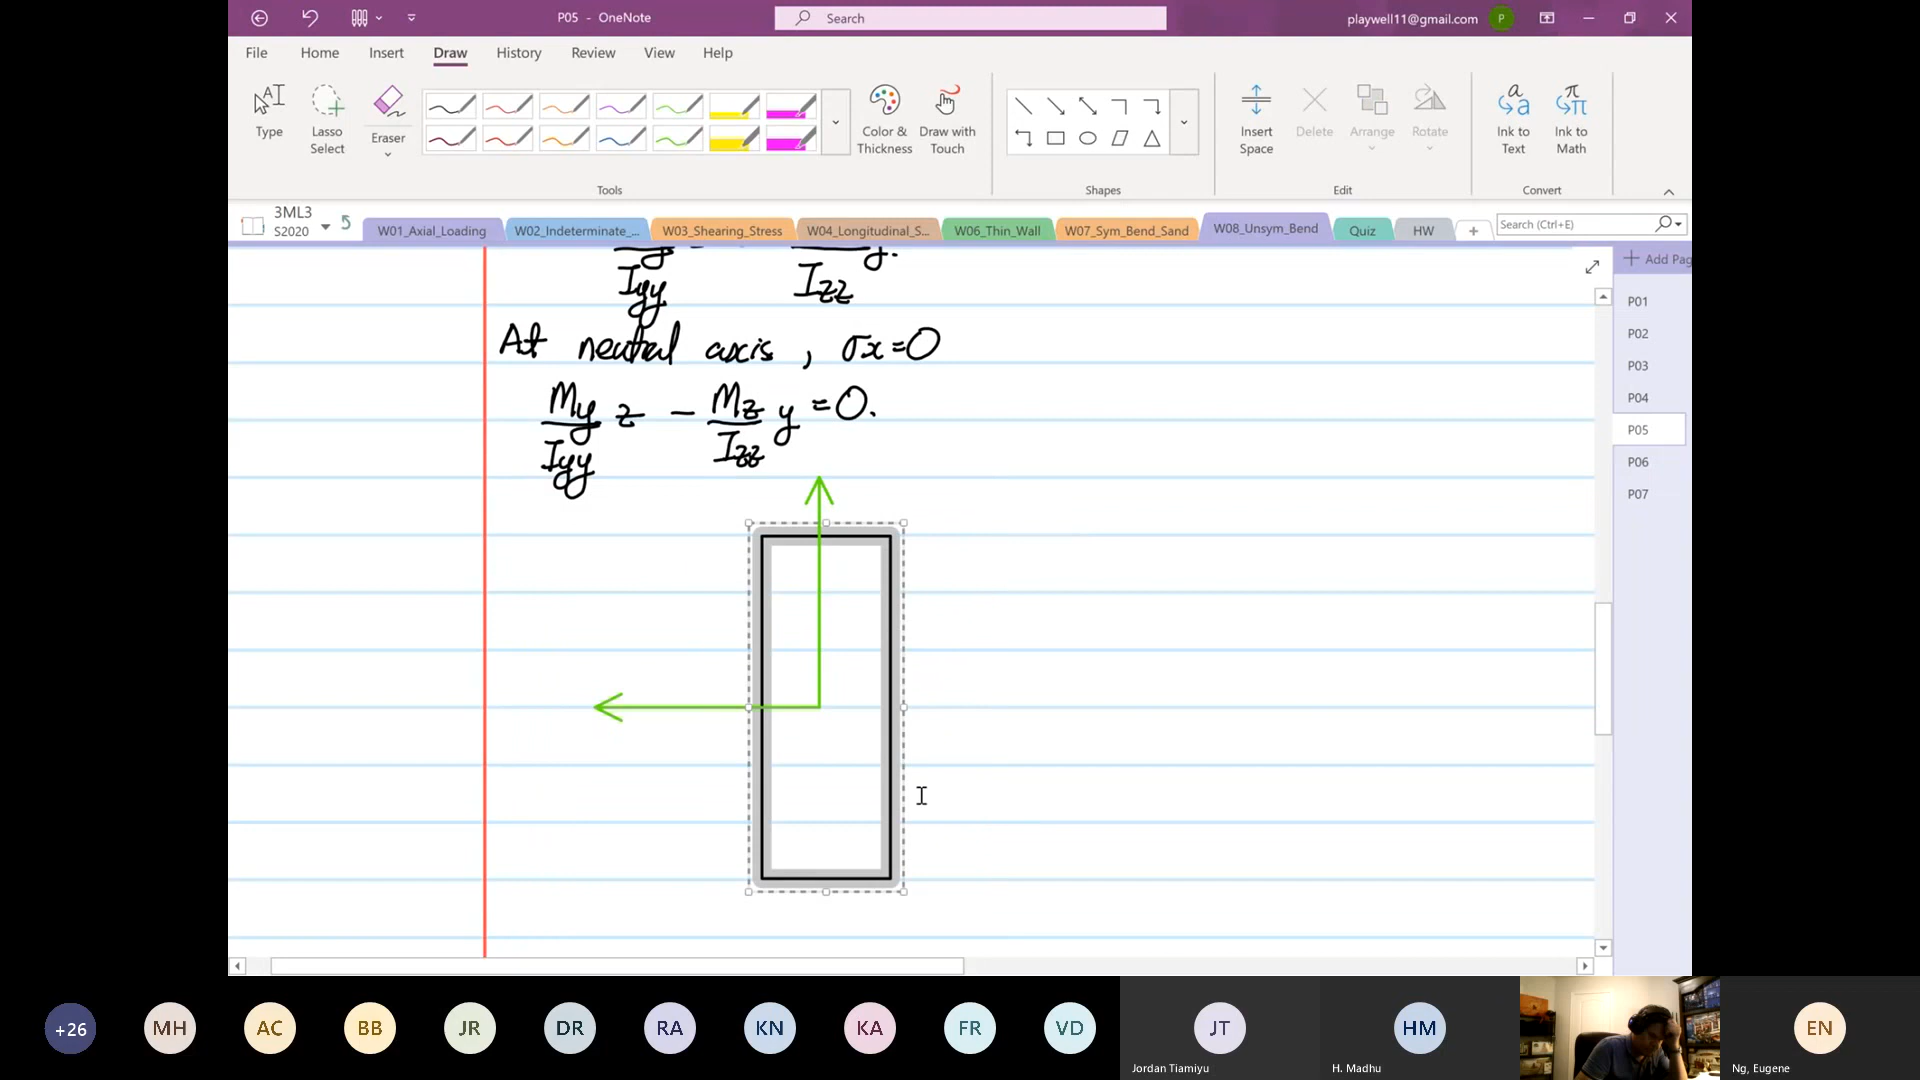 P05 - OneNote
Search
playwell11@gmail.com
P
File Home Insert Draw History Review View Help
Type
Lasso Select
Eraser
Color & Thickness
Draw with Touch
Insert Space
Delete
Arrange
Rotate
Ink to Text
Ink to Math
Tools
Shapes
Edit
Convert
3ML3
S2020
W01_Axial_Loading
W02_Indeterminate_...
W03_Shearing_Stress
W04_Longitudinal_S...
W06_Thin_Wall
W07_Sym_Bend_Sand
W08_Unsym_Bend
Quiz
HW
Search (Ctrl+E)
Add Pag
P01
P02
P03
P04
P05
P06
P07
Iyy Izz y.
At neutral axis, σx=0
My/Iyy z - Mz/Izz y = 0.
+26 MH AC BB JR DR RA KN KA FR VD JT HM EN
Jordan Tiamiyu
H. Madhu
Ng, Eugene